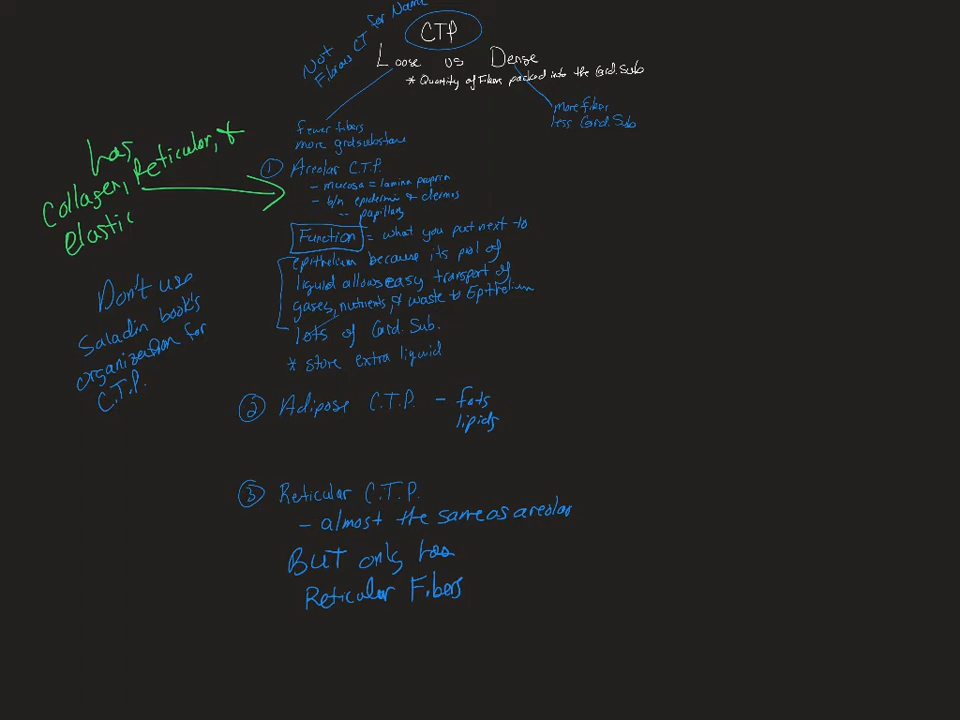 CTP
Not Fibrous CT for Name
Loose vs Dense
* Quantity of Fibers packed into the Grd. Sub
more fiber
less Grd. Sub
fewer fibers
more grd substance
has
Collagen, Reticular, +
elastic
① Areolar C.T.P.
- mucosa = lamina propria
- b/n epidermis & dermis
-- papillary
Function = what you put next to
epithelium because its pool of
liquid allows easy transport of
gases, nutrients, & waste to Epthelium
lots of Grd. Sub.
* store extra liquid
Don't use
Saladin book's
organization for
C.T.P.
② Adipose C.T.P. - fats
lipids
③ Reticular C.T.P.
- almost the same as areolar
BUT only has
Reticular Fibers